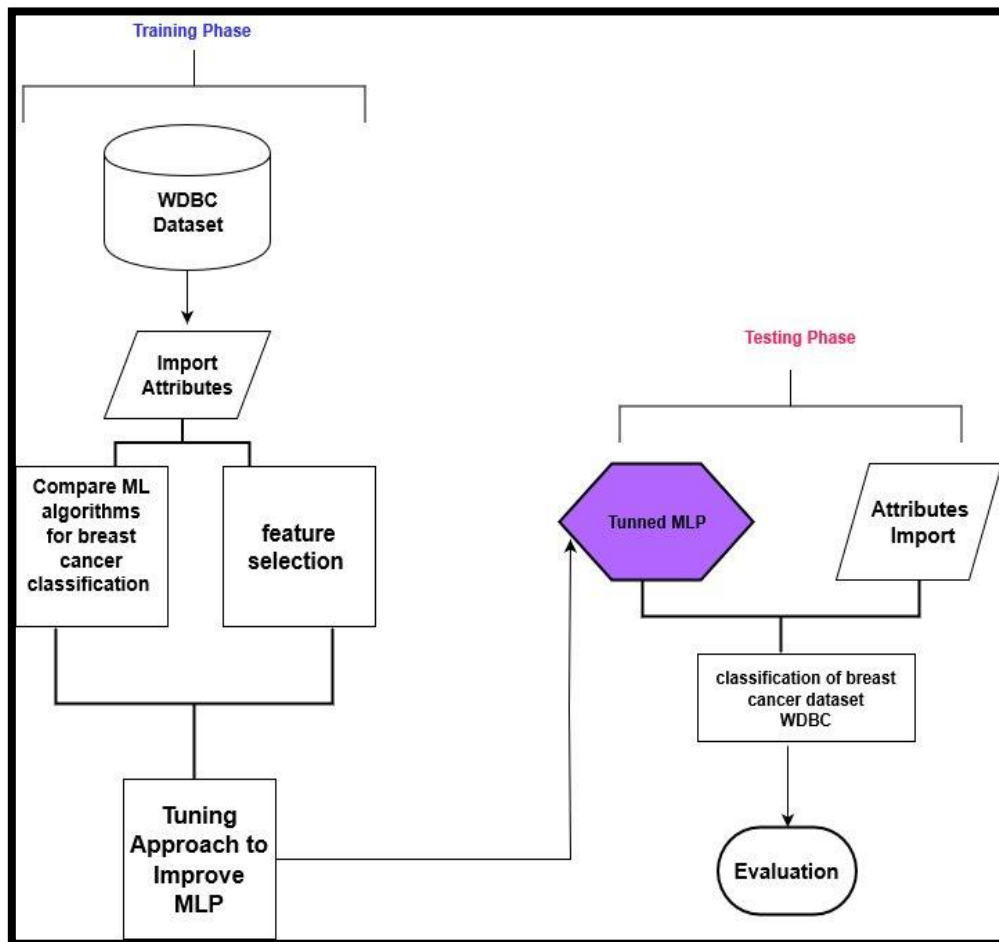 Training Phase
WDBC
Dataset
Import
Attributes
Compare ML
algorithms
for breast
cancer
classification
feature
selection
Tuning
Approach to
Improve
MLP
Testing Phase
Tunned MLP
Attributes
Import
classification of breast
cancer dataset
WDBC
Evaluation